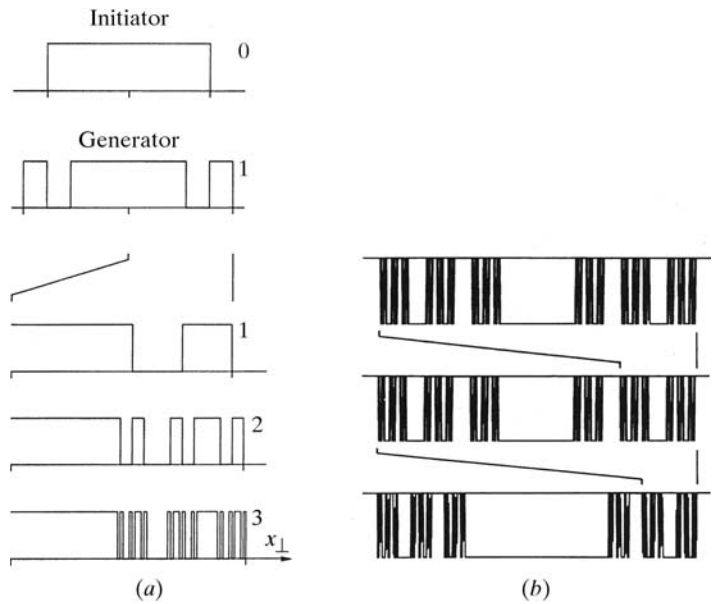 Initiator
0
Generator
1
1
2
3
x⊥
(a)
(b)